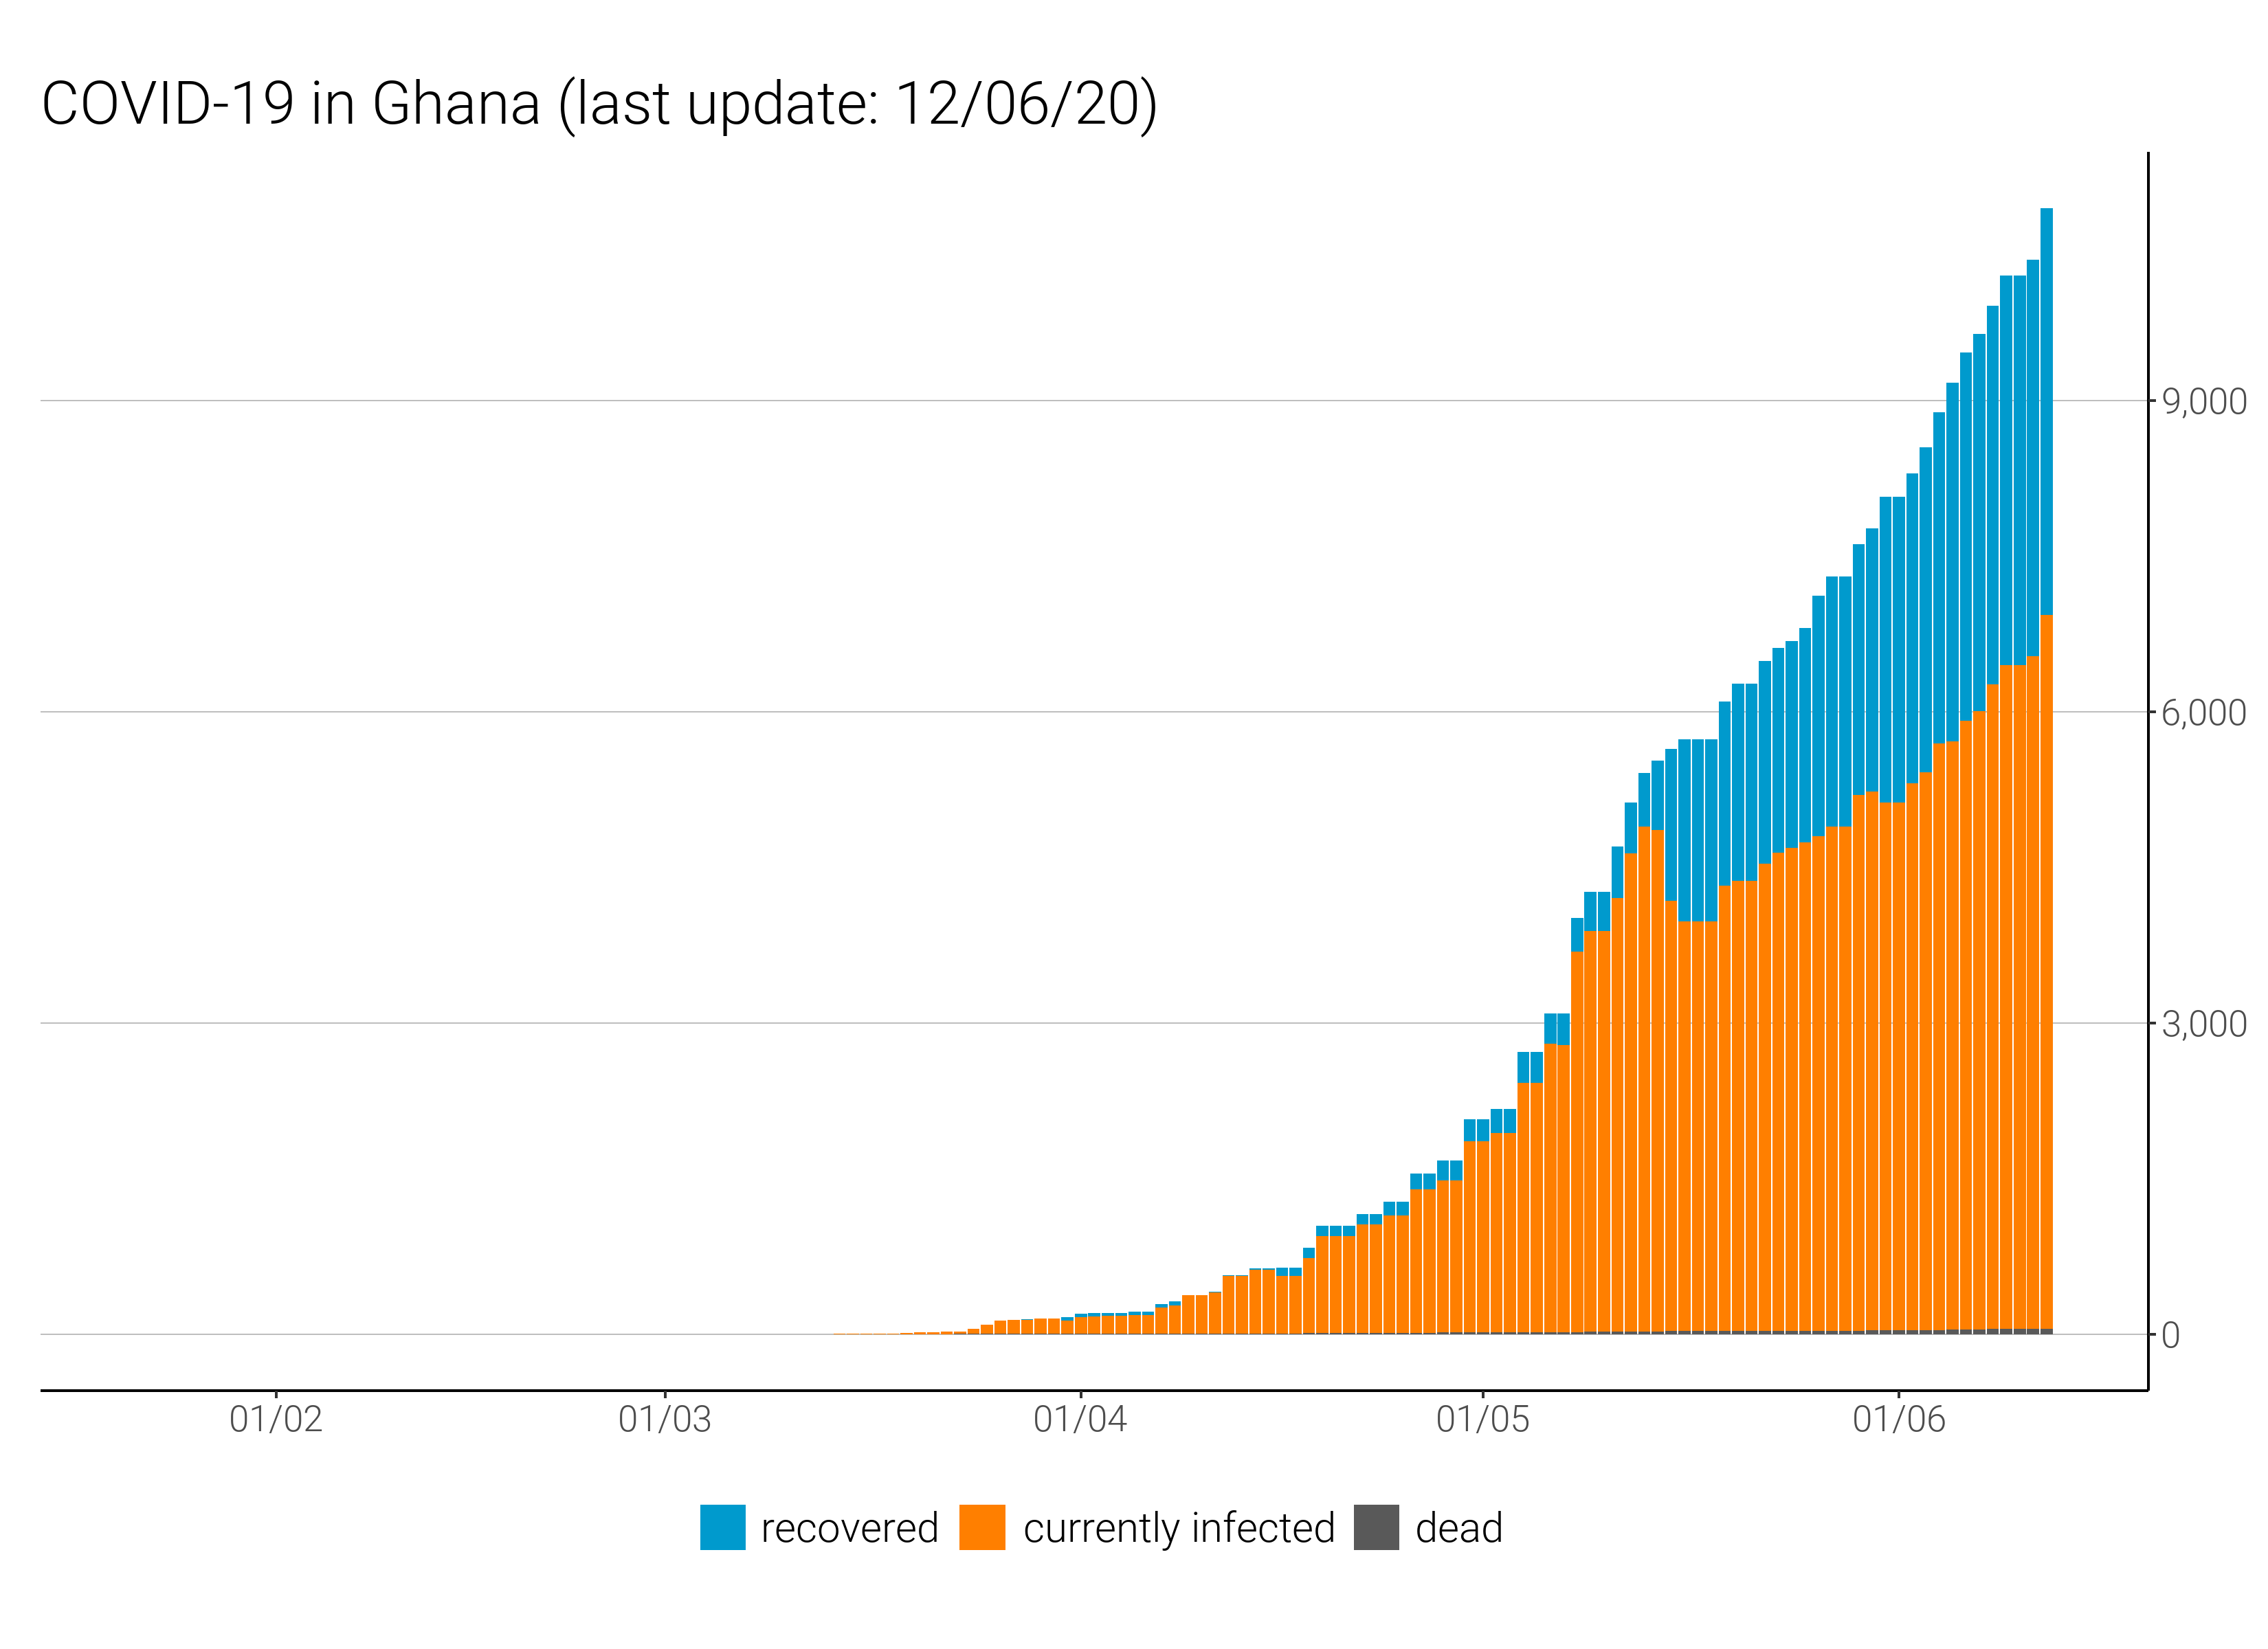 COVID-19 in Ghana (last update: 12/06/20)
9,000
6,000
3,000
0
01/02 01/03 01/04 01/05 01/06
recovered currently infected dead